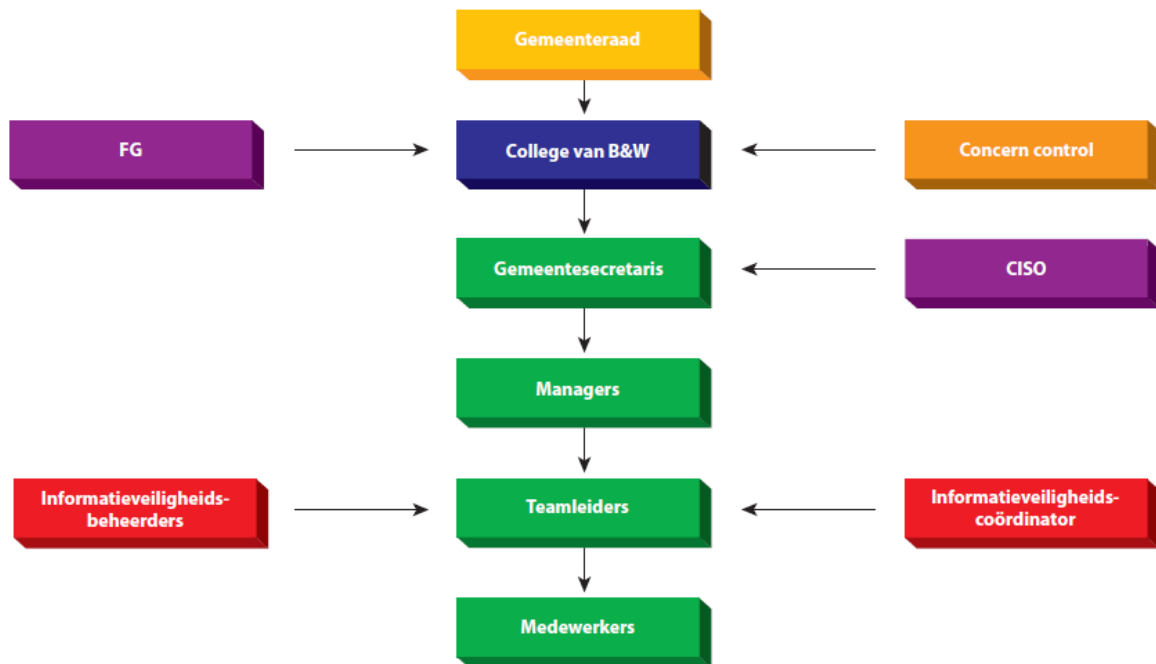 Gemeenteraad
FG
College van B&W
Concern control
Gemeentesecretaris
CISO
Managers
Informatieveiligheids-
beheerders
Teamleiders
Informatieveiligheids-
coördinator
Medewerkers